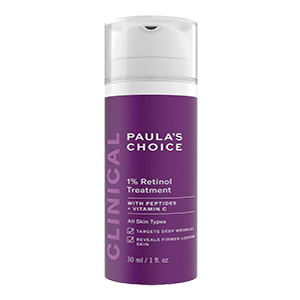 CLINICAL
PAULA'S
CHOICE
1% Retinol
Treatment
WITH PEPTIDES
+ VITAMIN C
All Skin Types
TARGETS DEEP WRINKLES
REVEALS FIRMER-LOOKING
SKIN
30 ml / 1 fl. oz.